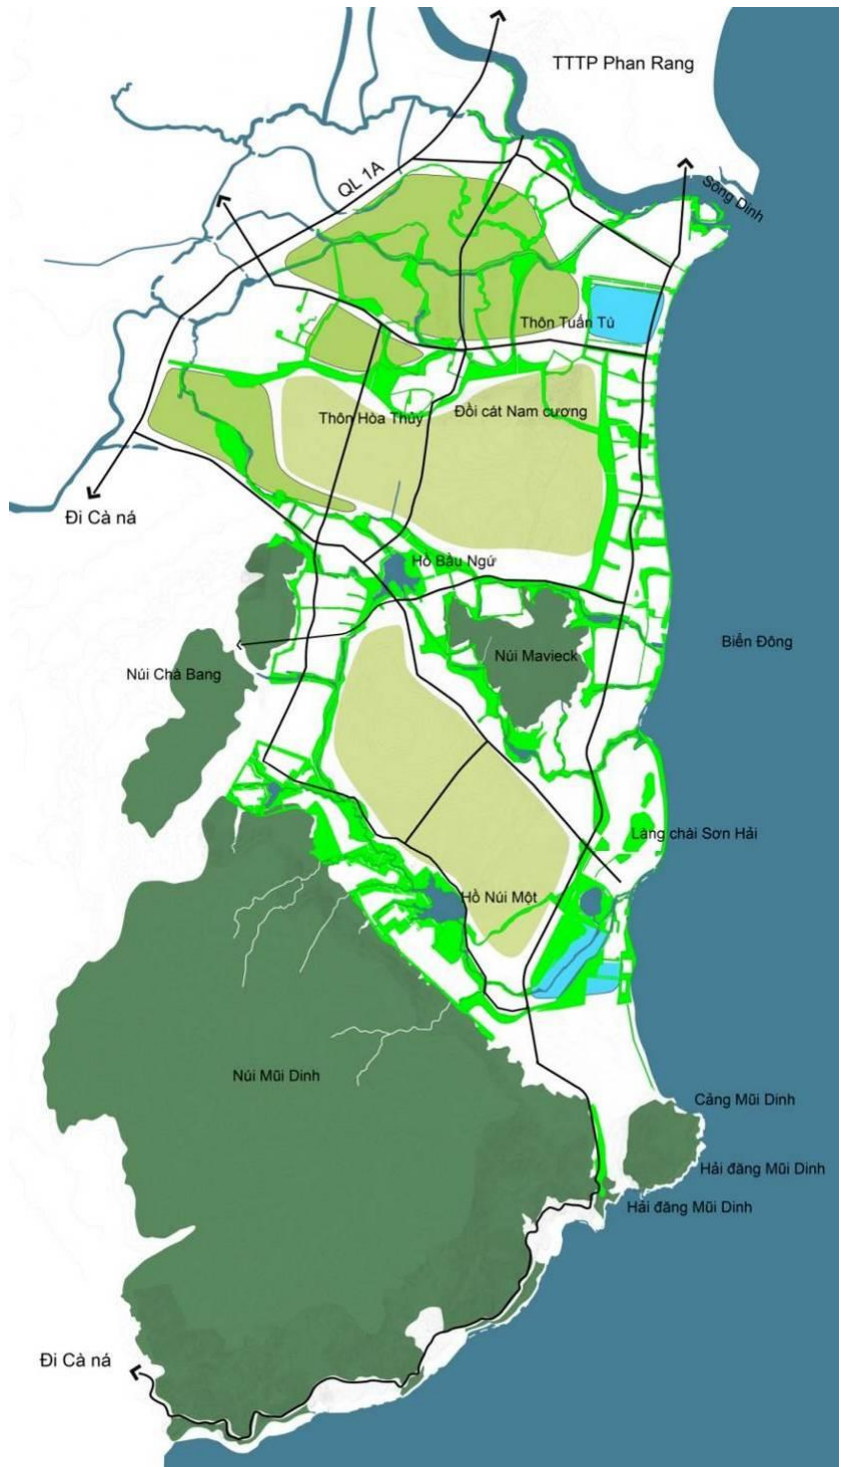 TTTP Phan Rang
QL 1A
Sông Dinh
Thôn Tuấn Tú
Thôn Hòa Thủy
Đồi cát Nam cương
Đi Cà ná
Hồ Bầu Ngứ
Biển Đông
Núi Mavieck
Núi Chà Bang
Làng chài Sơn Hải
Hồ Núi Một
Núi Mũi Dinh
Cảng Mũi Dinh
Hải đăng Mũi Dinh
Hải đăng Mũi Dinh
Đi Cà ná